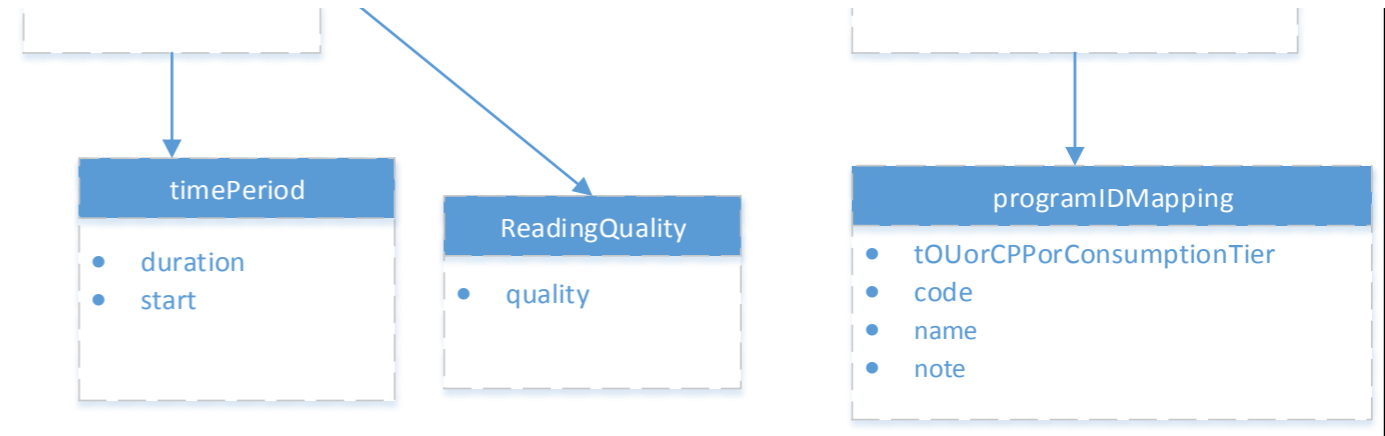 timePeriod
duration
start
ReadingQuality
quality
programIDMapping
tOUorCPPorConsumptionTier
code
name
note